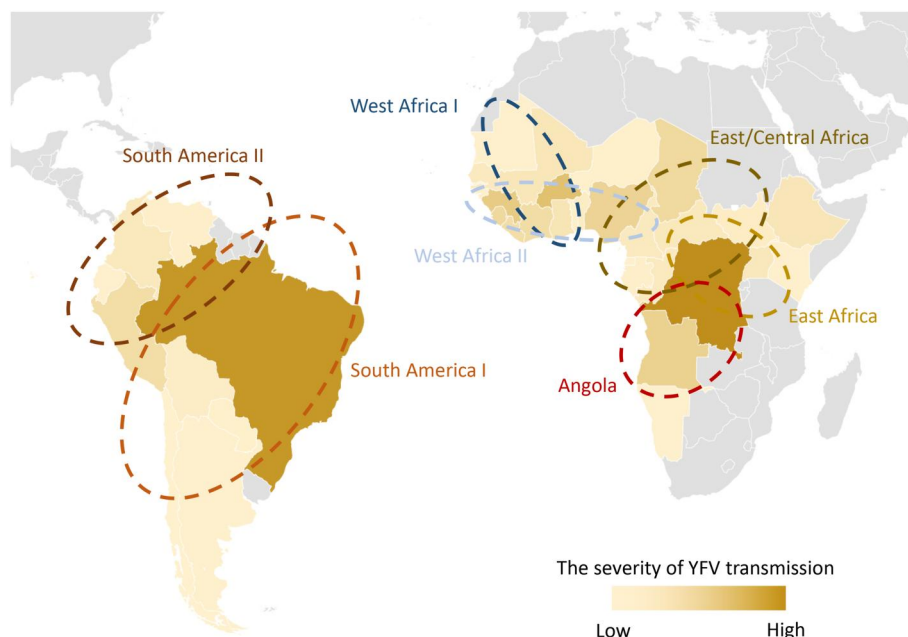 West Africa I
East/Central Africa
South America II
West Africa II
East Africa
South America I
Angola
The severity of YFV transmission
Low
High